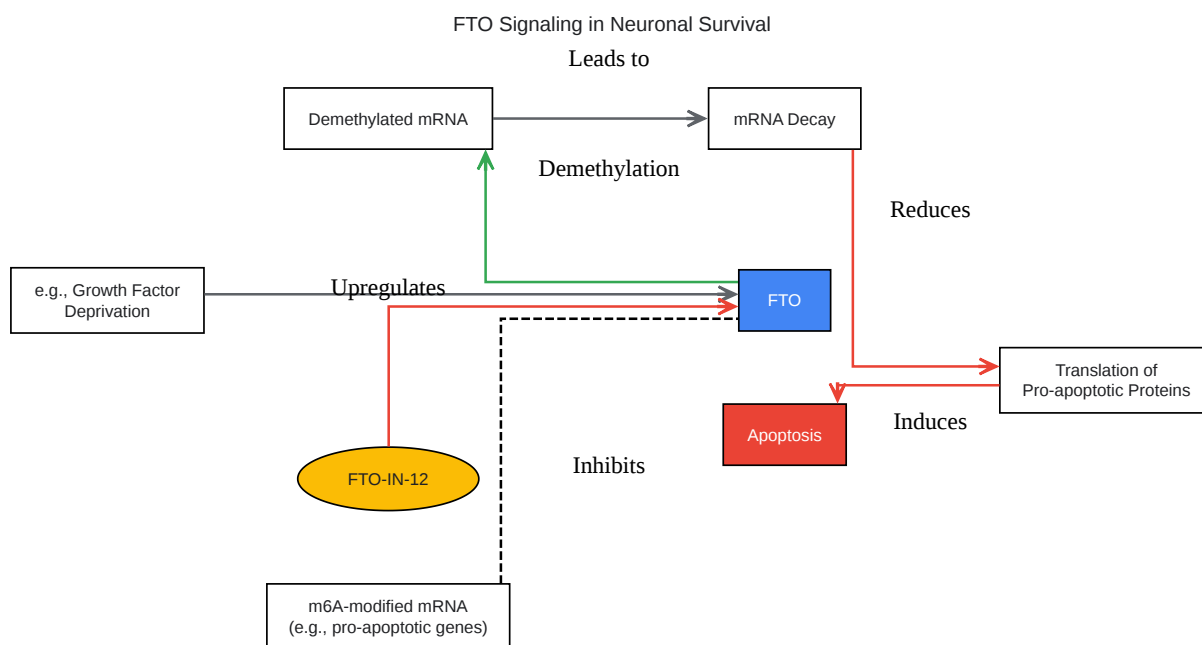 FTO Signaling in Neuronal Survival
Leads to
Demethylated mRNA
mRNA Decay
Demethylation
Reduces
e.g., Growth Factor
Deprivation
Upregulates
FTO
Translation of
Pro-apoptotic Proteins
Apoptosis
Induces
Inhibits
FTO-IN-12
m6A-modified mRNA
(e.g., pro-apoptotic genes)